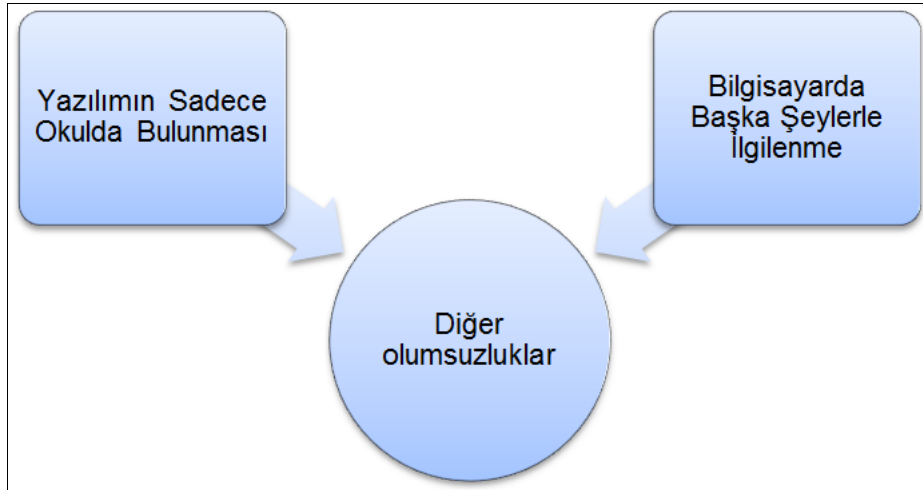 Yazılımın Sadece
Okulda Bulunması
Bilgisayarda
Başka Şeylerle
İlgilenme
Diğer
olumsuzluklar